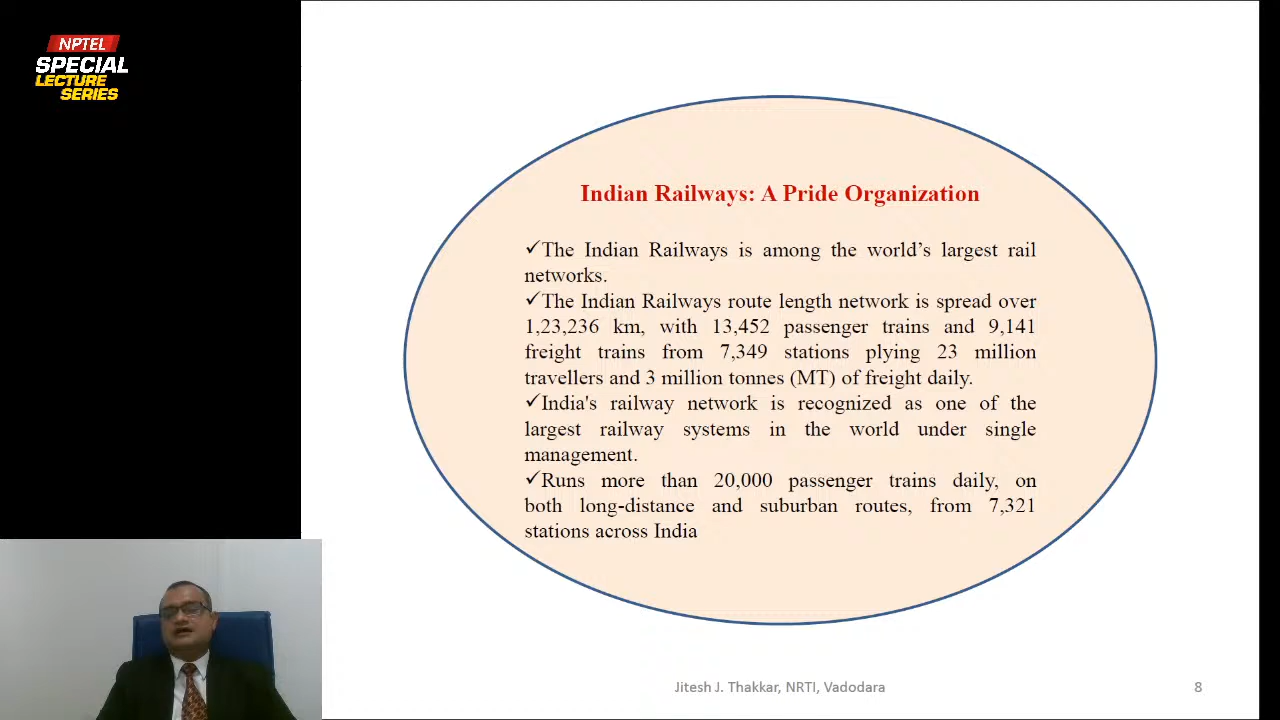 NPTEL
SPECIAL
LECTURE
SERIES
Indian Railways: A Pride Organization
✓The Indian Railways is among the world’s largest rail
networks.
✓The Indian Railways route length network is spread over
1,23,236 km, with 13,452 passenger trains and 9,141
freight trains from 7,349 stations plying 23 million
travellers and 3 million tonnes (MT) of freight daily.
✓India's railway network is recognized as one of the
largest railway systems in the world under single
management.
✓Runs more than 20,000 passenger trains daily, on
both long-distance and suburban routes, from 7,321
stations across India
Jitesh J. Thakkar, NRTI, Vadodara
8